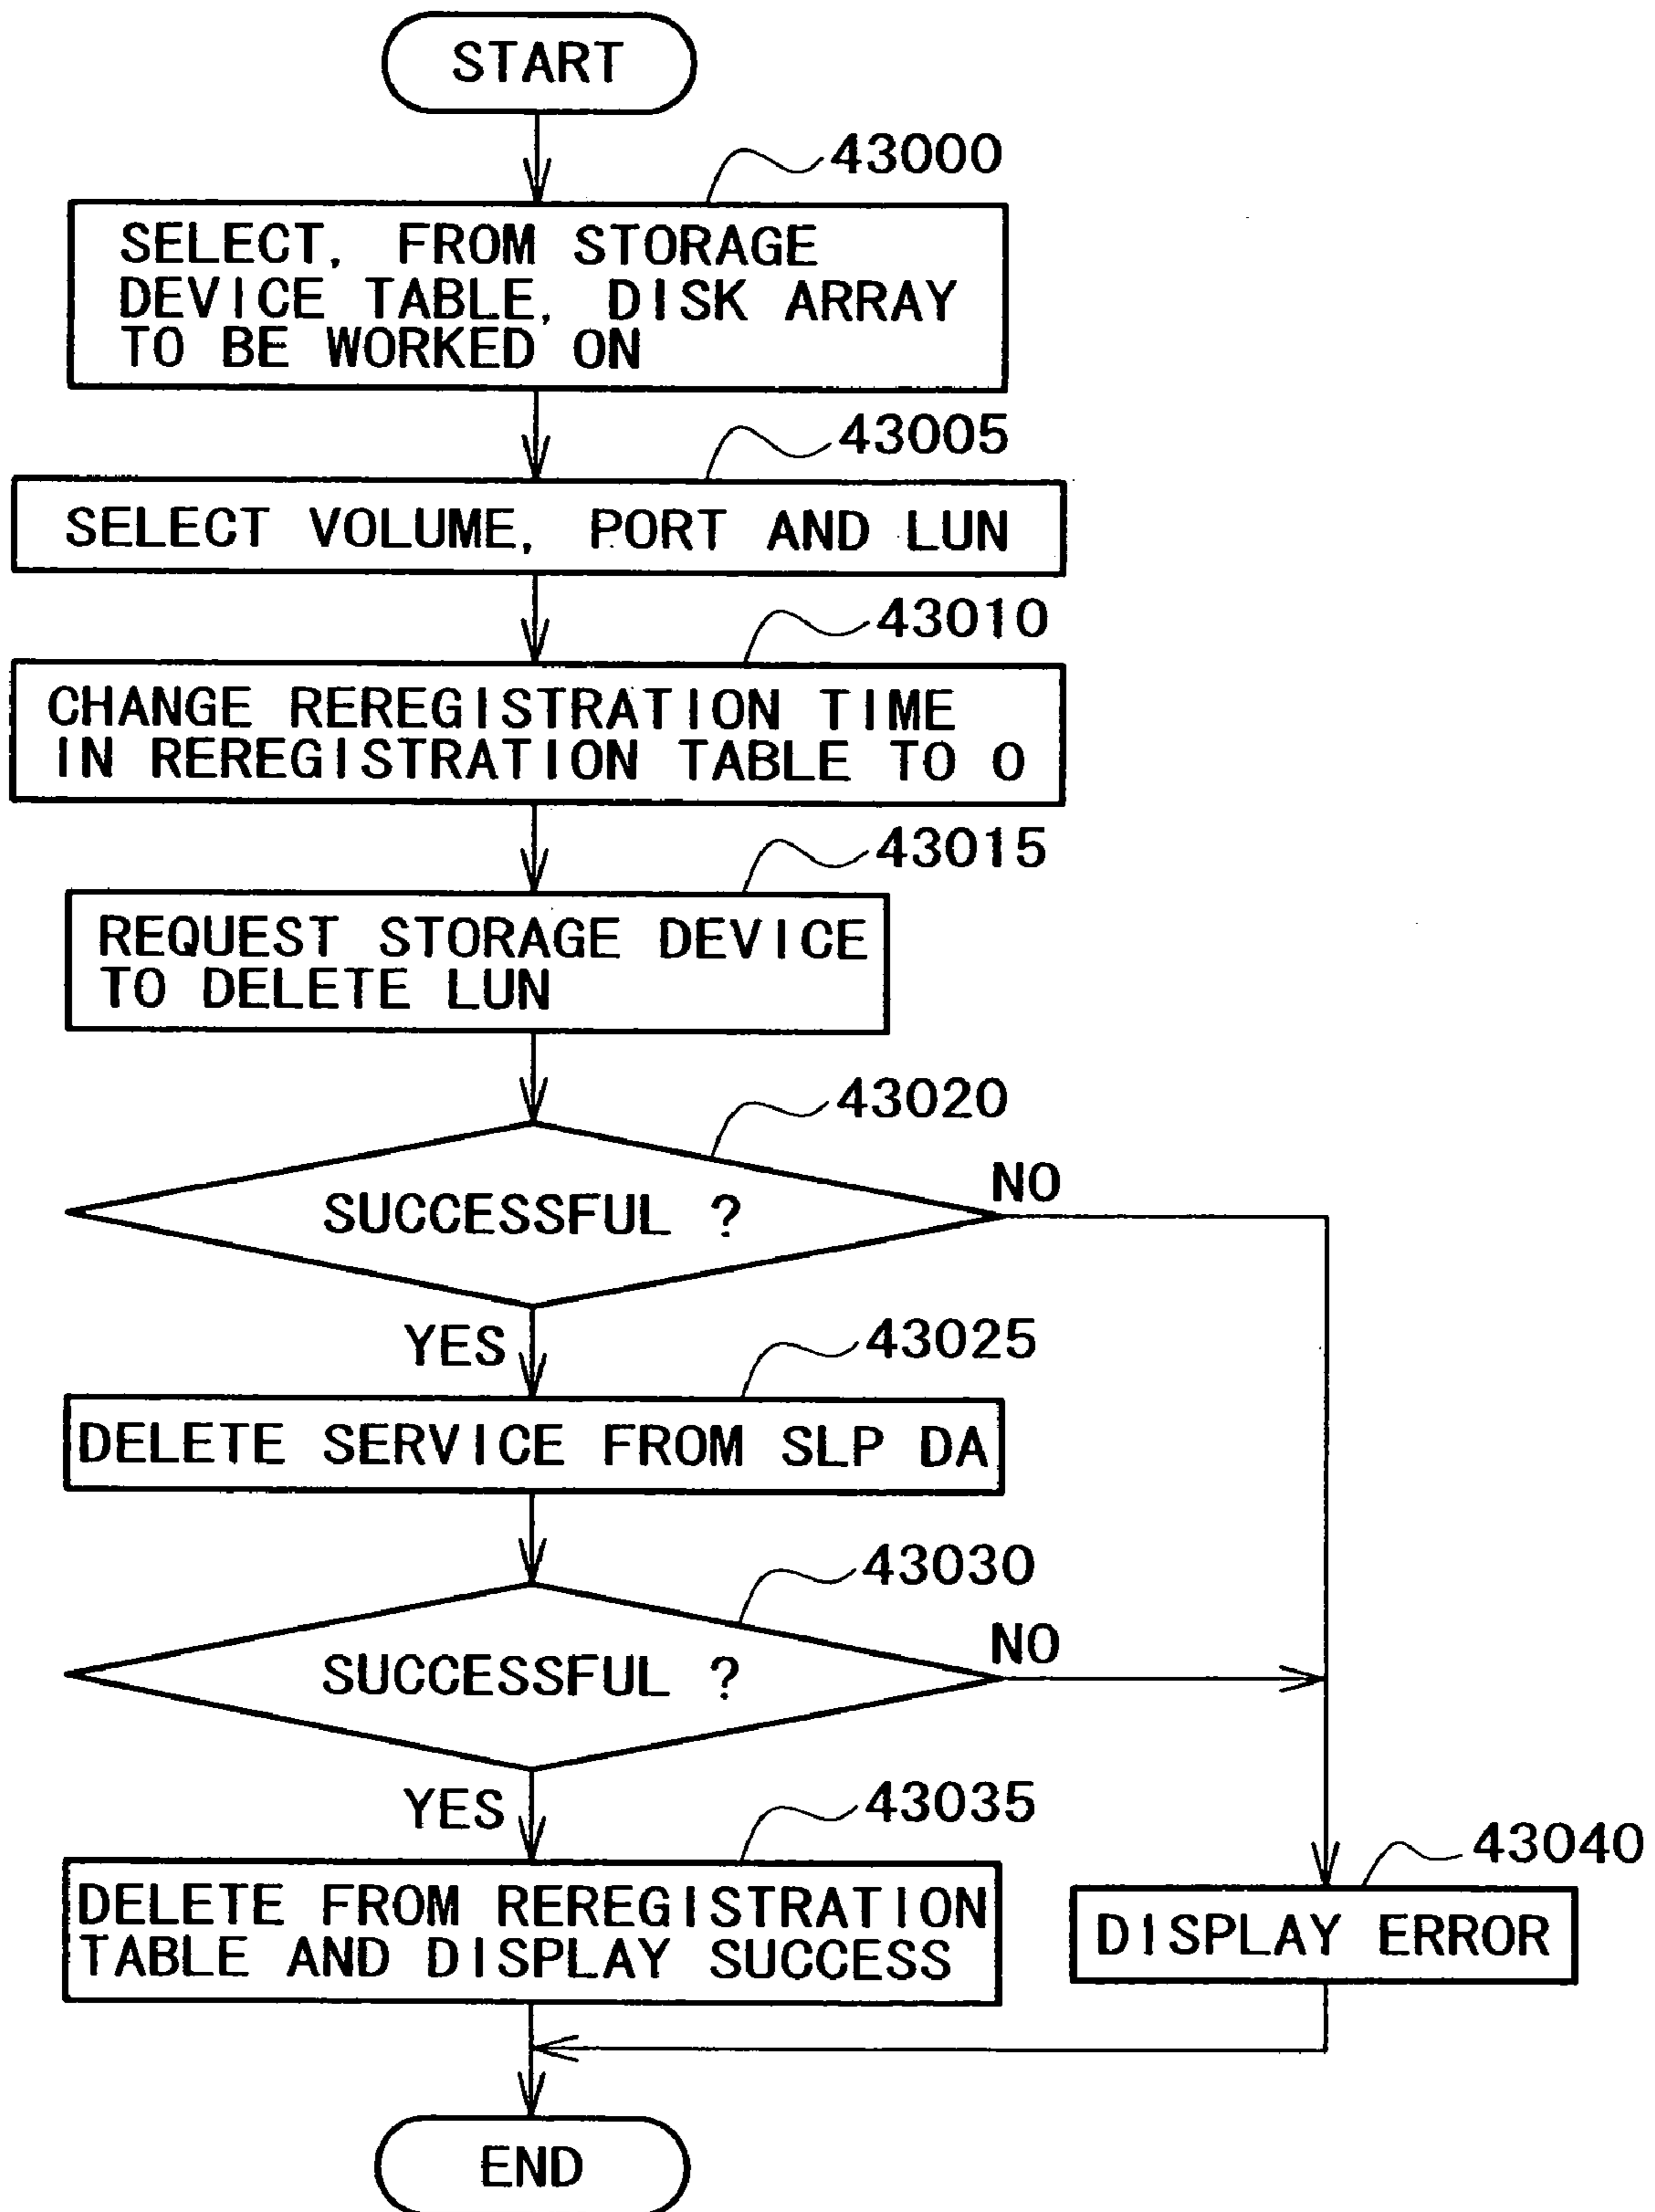 START
43000
SELECT, FROM STORAGE
DEVICE TABLE, DISK ARRAY
TO BE WORKED ON
43005
SELECT VOLUME, PORT AND LUN
43010
CHANGE REREGISTRATION TIME
IN REREGISTRATION TABLE TO 0
43015
REQUEST STORAGE DEVICE
TO DELETE LUN
43020
SUCCESSFUL ?
NO
YES
43025
DELETE SERVICE FROM SLP DA
43030
SUCCESSFUL ?
NO
YES
43035
DELETE FROM REREGISTRATION
TABLE AND DISPLAY SUCCESS
43040
DISPLAY ERROR
END